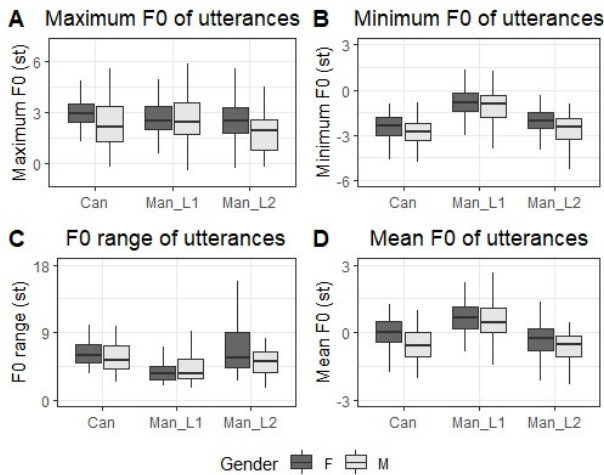 A Maximum F0 of utterances
Maximum F0 (st)
6
3
0
Can Man_L1 Man_L2
B Minimum F0 of utterances
Minimum F0 (st)
3
0
-3
-6
Can Man_L1 Man_L2
C F0 range of utterances
F0 range (st)
18
9
0
Can Man_L1 Man_L2
D Mean F0 of utterances
Mean F0 (st)
3
0
-3
Can Man_L1 Man_L2
Gender F M